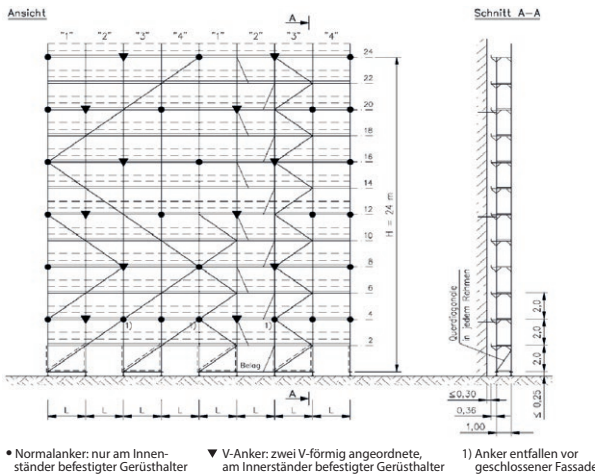 Ansicht
Schnitt A–A
A
"1" "2" "3" "4" "1" "2" "3" "4"
24
22
20
18
16
14
12
10
8
6
4
2
H = 24 m
1) 1) 1)
Belag
A
L L L L L L L L
Querdiagonale
in jedem Rahmen
2,0
2,0
2,0
≤0,30
0,36
1,00
≤ 0,25
• Normalanker: nur am Innen-
ständer befestigter Gerüsthalter
▼ V-Anker: zwei V-förmig angeordnete,
am Innerständer befestigter Gerüsthalter
1) Anker entfallen vor
geschlossener Fassade